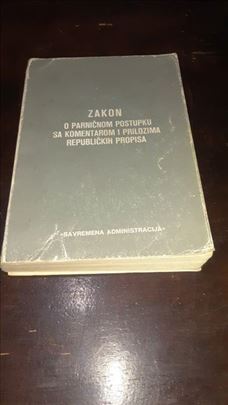 ZAKON
O PARNIČNOM POSTUPKU
SA KOMENTAROM I PRILOZIMA
REPUBLIČKIH PROPISA
»SAVREMENA ADMINISTRACIJA«